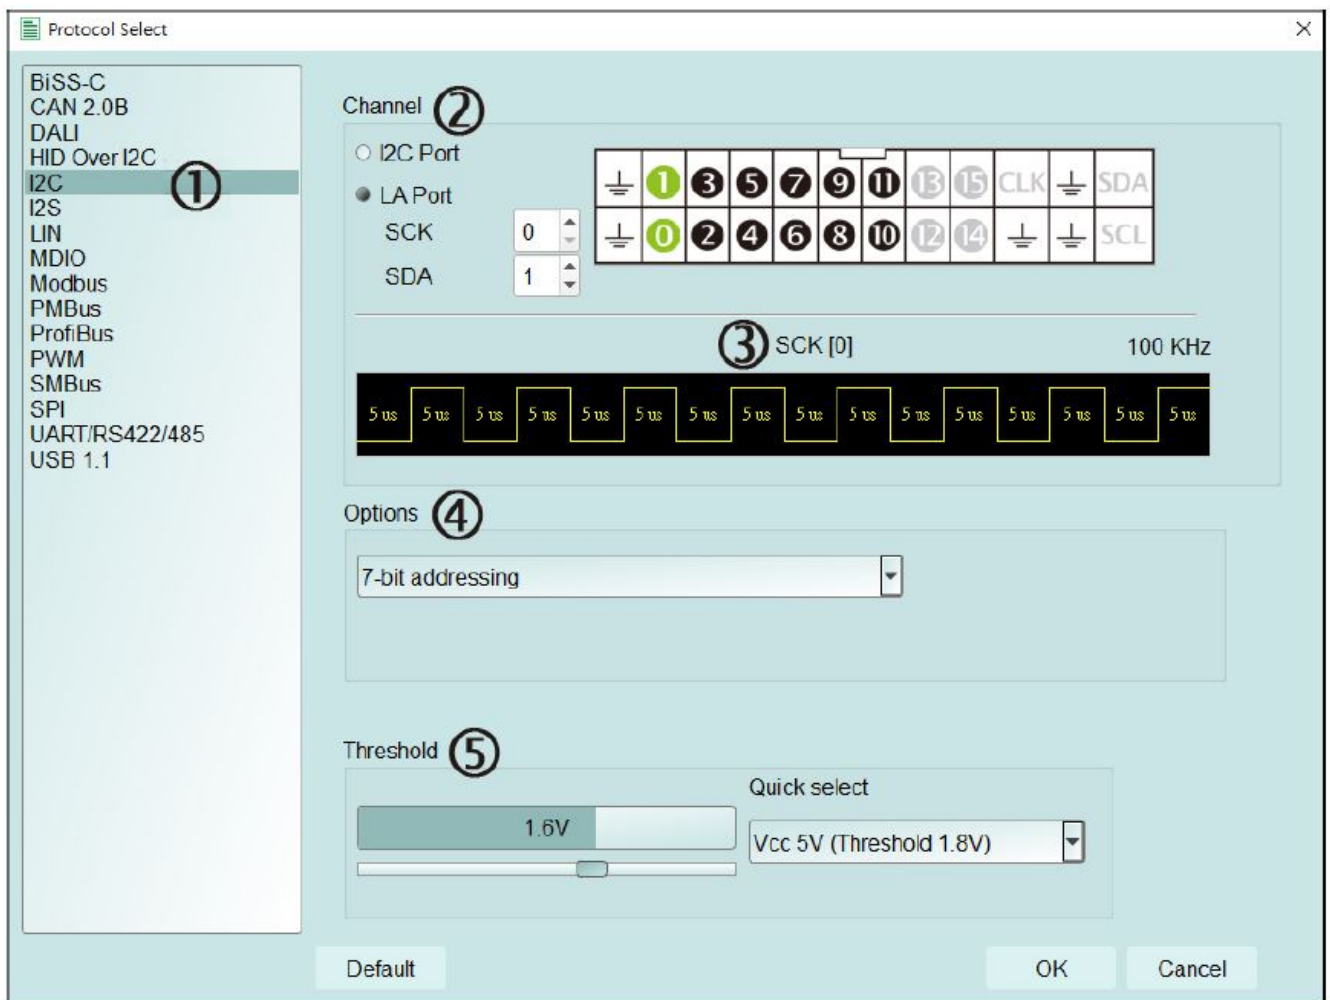 Protocol Select
BiSS-C
CAN 2.0B
DALI
HID Over I2C
I2C
①
I2S
LIN
MDIO
Modbus
PMBus
ProfiBus
PWM
SMBus
SPI
UART/RS422/485
USB 1.1
Channel ②
I2C Port
LA Port
SCK 0
SDA 1
1 3 5 7 9 11 13 15 CLK SDA
0 2 4 6 8 10 12 14 SCL
③ SCK [0] 100 KHz
5 us 5 us 5 us 5 us 5 us 5 us 5 us 5 us 5 us 5 us 5 us 5 us 5 us 5 us 5 us 5 us
Options ④
7-bit addressing
Threshold ⑤
Quick select
1.6V
Vcc 5V (Threshold 1.8V)
Default OK Cancel